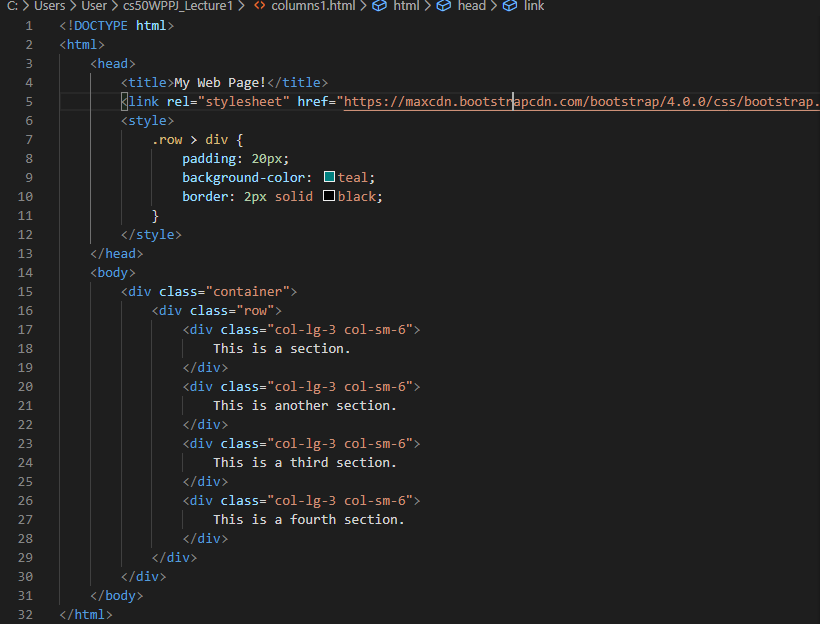 C: > Users > User > cs50WPPJ_Lecture1 > <> columns1.html > html > head > link
1 <!DOCTYPE html>
2 <html>
3     <head>
4         <title>My Web Page!</title>
5         <link rel="stylesheet" href="https://maxcdn.bootstrapcdn.com/bootstrap/4.0.0/css/bootstrap.
6         <style>
7             .row > div {
8                 padding: 20px;
9                 background-color: teal;
10                 border: 2px solid black;
11             }
12         </style>
13     </head>
14     <body>
15         <div class="container">
16             <div class="row">
17                 <div class="col-lg-3 col-sm-6">
18                     This is a section.
19                 </div>
20                 <div class="col-lg-3 col-sm-6">
21                     This is another section.
22                 </div>
23                 <div class="col-lg-3 col-sm-6">
24                     This is a third section.
25                 </div>
26                 <div class="col-lg-3 col-sm-6">
27                     This is a fourth section.
28                 </div>
29             </div>
30         </div>
31     </body>
32 </html>